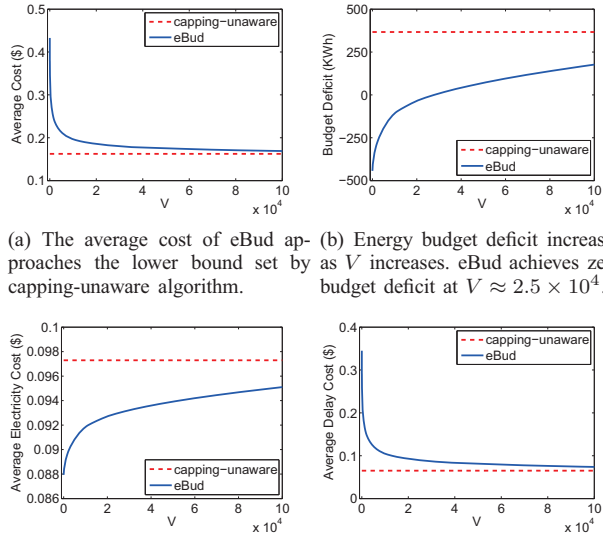 0.5
0.4
0.3
0.2
0.1
Average Cost ($)
capping−unaware
eBud
0 2 4 6 8 10
V
x 10^4
500
250
0
−250
−500
Budget Deficit (KWh)
capping−unaware
eBud
0 2 4 6 8 10
V
x 10^4
(a) The average cost of eBud ap-
proaches the lower bound set by
capping-unaware algorithm.
(b) Energy budget deficit increas
as V increases. eBud achieves ze
budget deficit at V ≈ 2.5 × 10^4.
0.1
0.098
0.096
0.094
0.092
0.09
0.088
0.086
Average Electricity Cost ($)
capping−unaware
eBud
0 2 4 6 8 10
V
x 10^4
0.4
0.3
0.2
0.1
0
Average Delay Cost ($)
capping−unaware
eBud
0 2 4 6 8 10
V
x 10^4